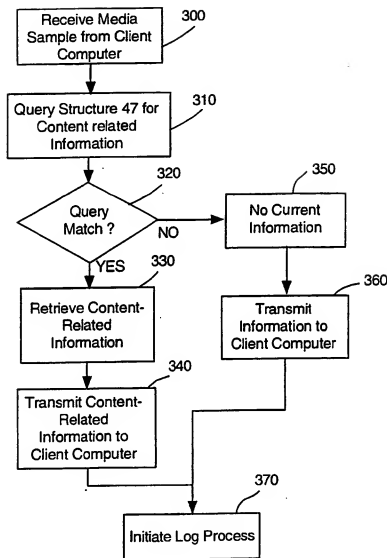 Receive Media
Sample from Client
Computer
300
Query Structure 47 for
Content related
Information
310
320
Query
Match ?
NO
YES
350
No Current
Information
330
Retrieve Content-
Related
Information
360
Transmit
Information to
Client Computer
340
Transmit Content-
Related
Information to
Client Computer
370
Initiate Log Process